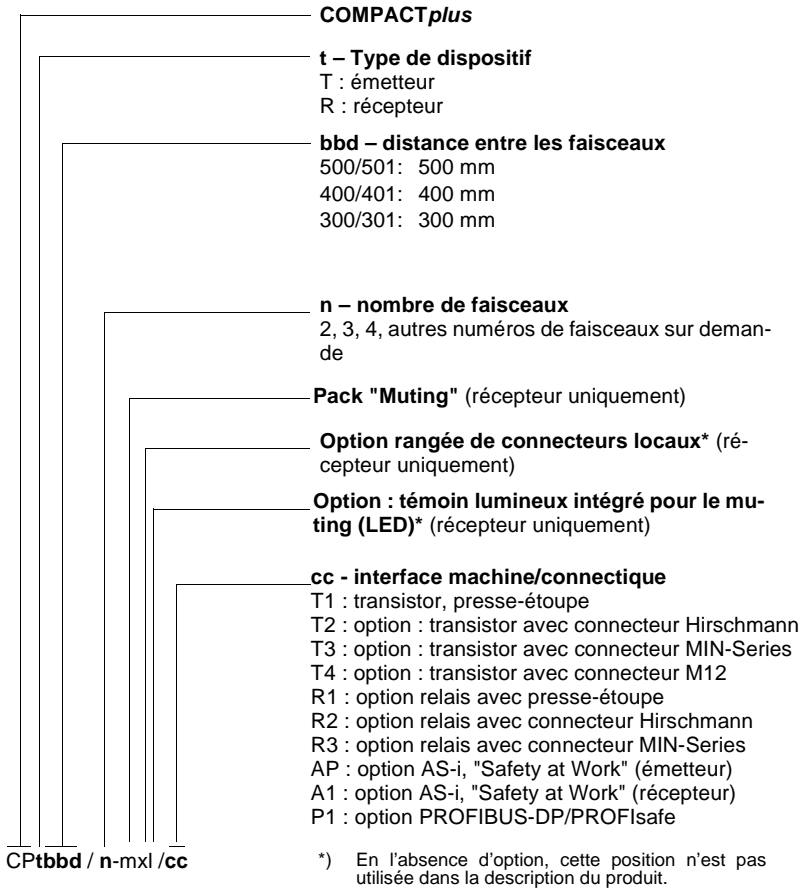 COMPACTplus
t – Type de dispositif
T : émetteur
R : récepteur
bbd – distance entre les faisceaux
500/501: 500 mm
400/401: 400 mm
300/301: 300 mm
n – nombre de faisceaux
2, 3, 4, autres numéros de faisceaux sur deman-
de
Pack "Muting" (récepteur uniquement)
Option rangée de connecteurs locaux* (ré-
cepteur uniquement)
Option : témoin lumineux intégré pour le mu-
ting (LED)* (récepteur uniquement)
cc - interface machine/connectique
T1 : transistor, presse-étoupe
T2 : option : transistor avec connecteur Hirschmann
T3 : option : transistor avec connecteur MIN-Series
T4 : option : transistor avec connecteur M12
R1 : option relais avec presse-étoupe
R2 : option relais avec connecteur Hirschmann
R3 : option relais avec connecteur MIN-Series
AP : option AS-i, "Safety at Work" (émetteur)
A1 : option AS-i, "Safety at Work" (récepteur)
P1 : option PROFIBUS-DP/PROFIsafe
CPtbbd / n-mxl /cc
*) En l'absence d'option, cette position n'est pas
utilisée dans la description du produit.